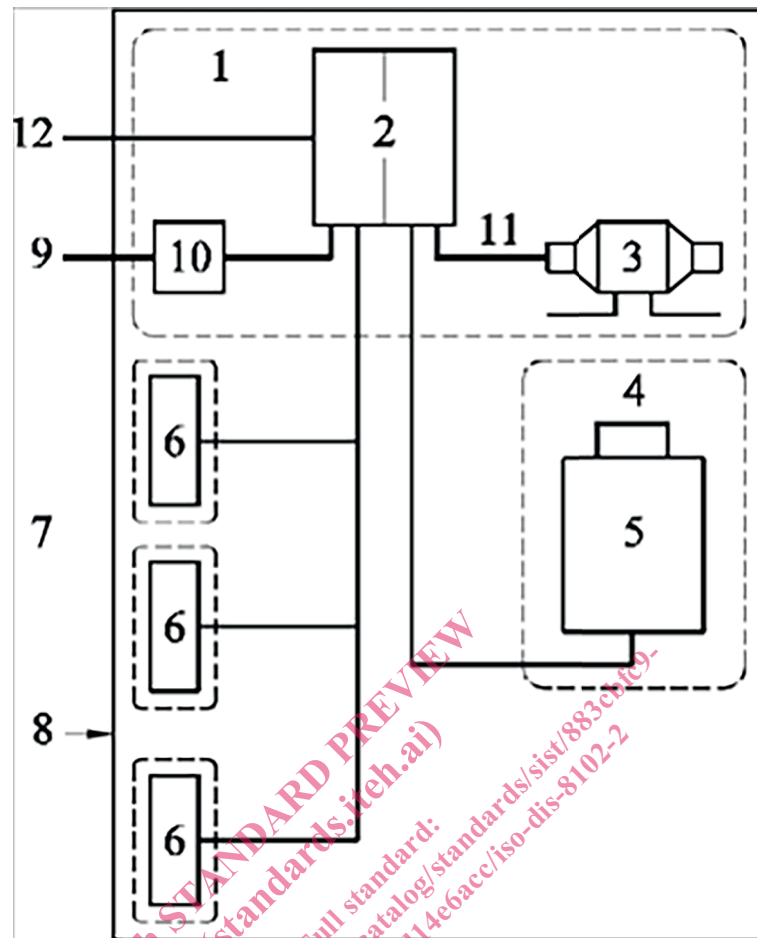 1
2
12
11
9
10
3
4
6
5
7
6
8
6
STANDARD PREVIEW
(standards.iteh.ai)
Full standard:
catalog/standards/sist/883cbfc9-
14e6acc/iso-dis-8102-2